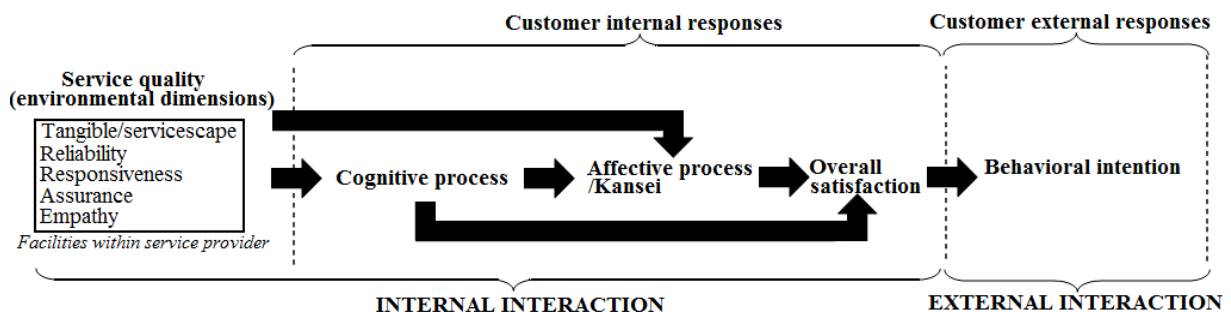 Customer internal responses
Customer external responses
Service quality
(environmental dimensions)
Tangible/servicescape
Reliability
Responsiveness
Assurance
Empathy
Facilities within service provider
Cognitive process
Affective process
/Kansei
Overall
satisfaction
Behavioral intention
INTERNAL INTERACTION
EXTERNAL INTERACTION